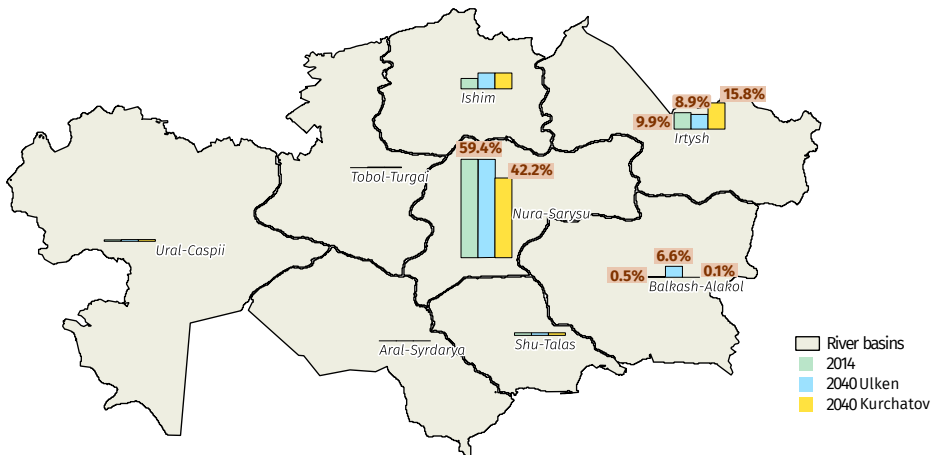 Ishim
8.9%
15.8%
9.9%
Irtysh
59.4%
42.2%
Tobol-Turgai
Nura-Sarysu
Ural-Caspii
6.6%
0.5%
0.1%
Balkash-Alakol
Aral-Syrdarya
Shu-Talas
River basins
2014
2040 Ulken
2040 Kurchatov